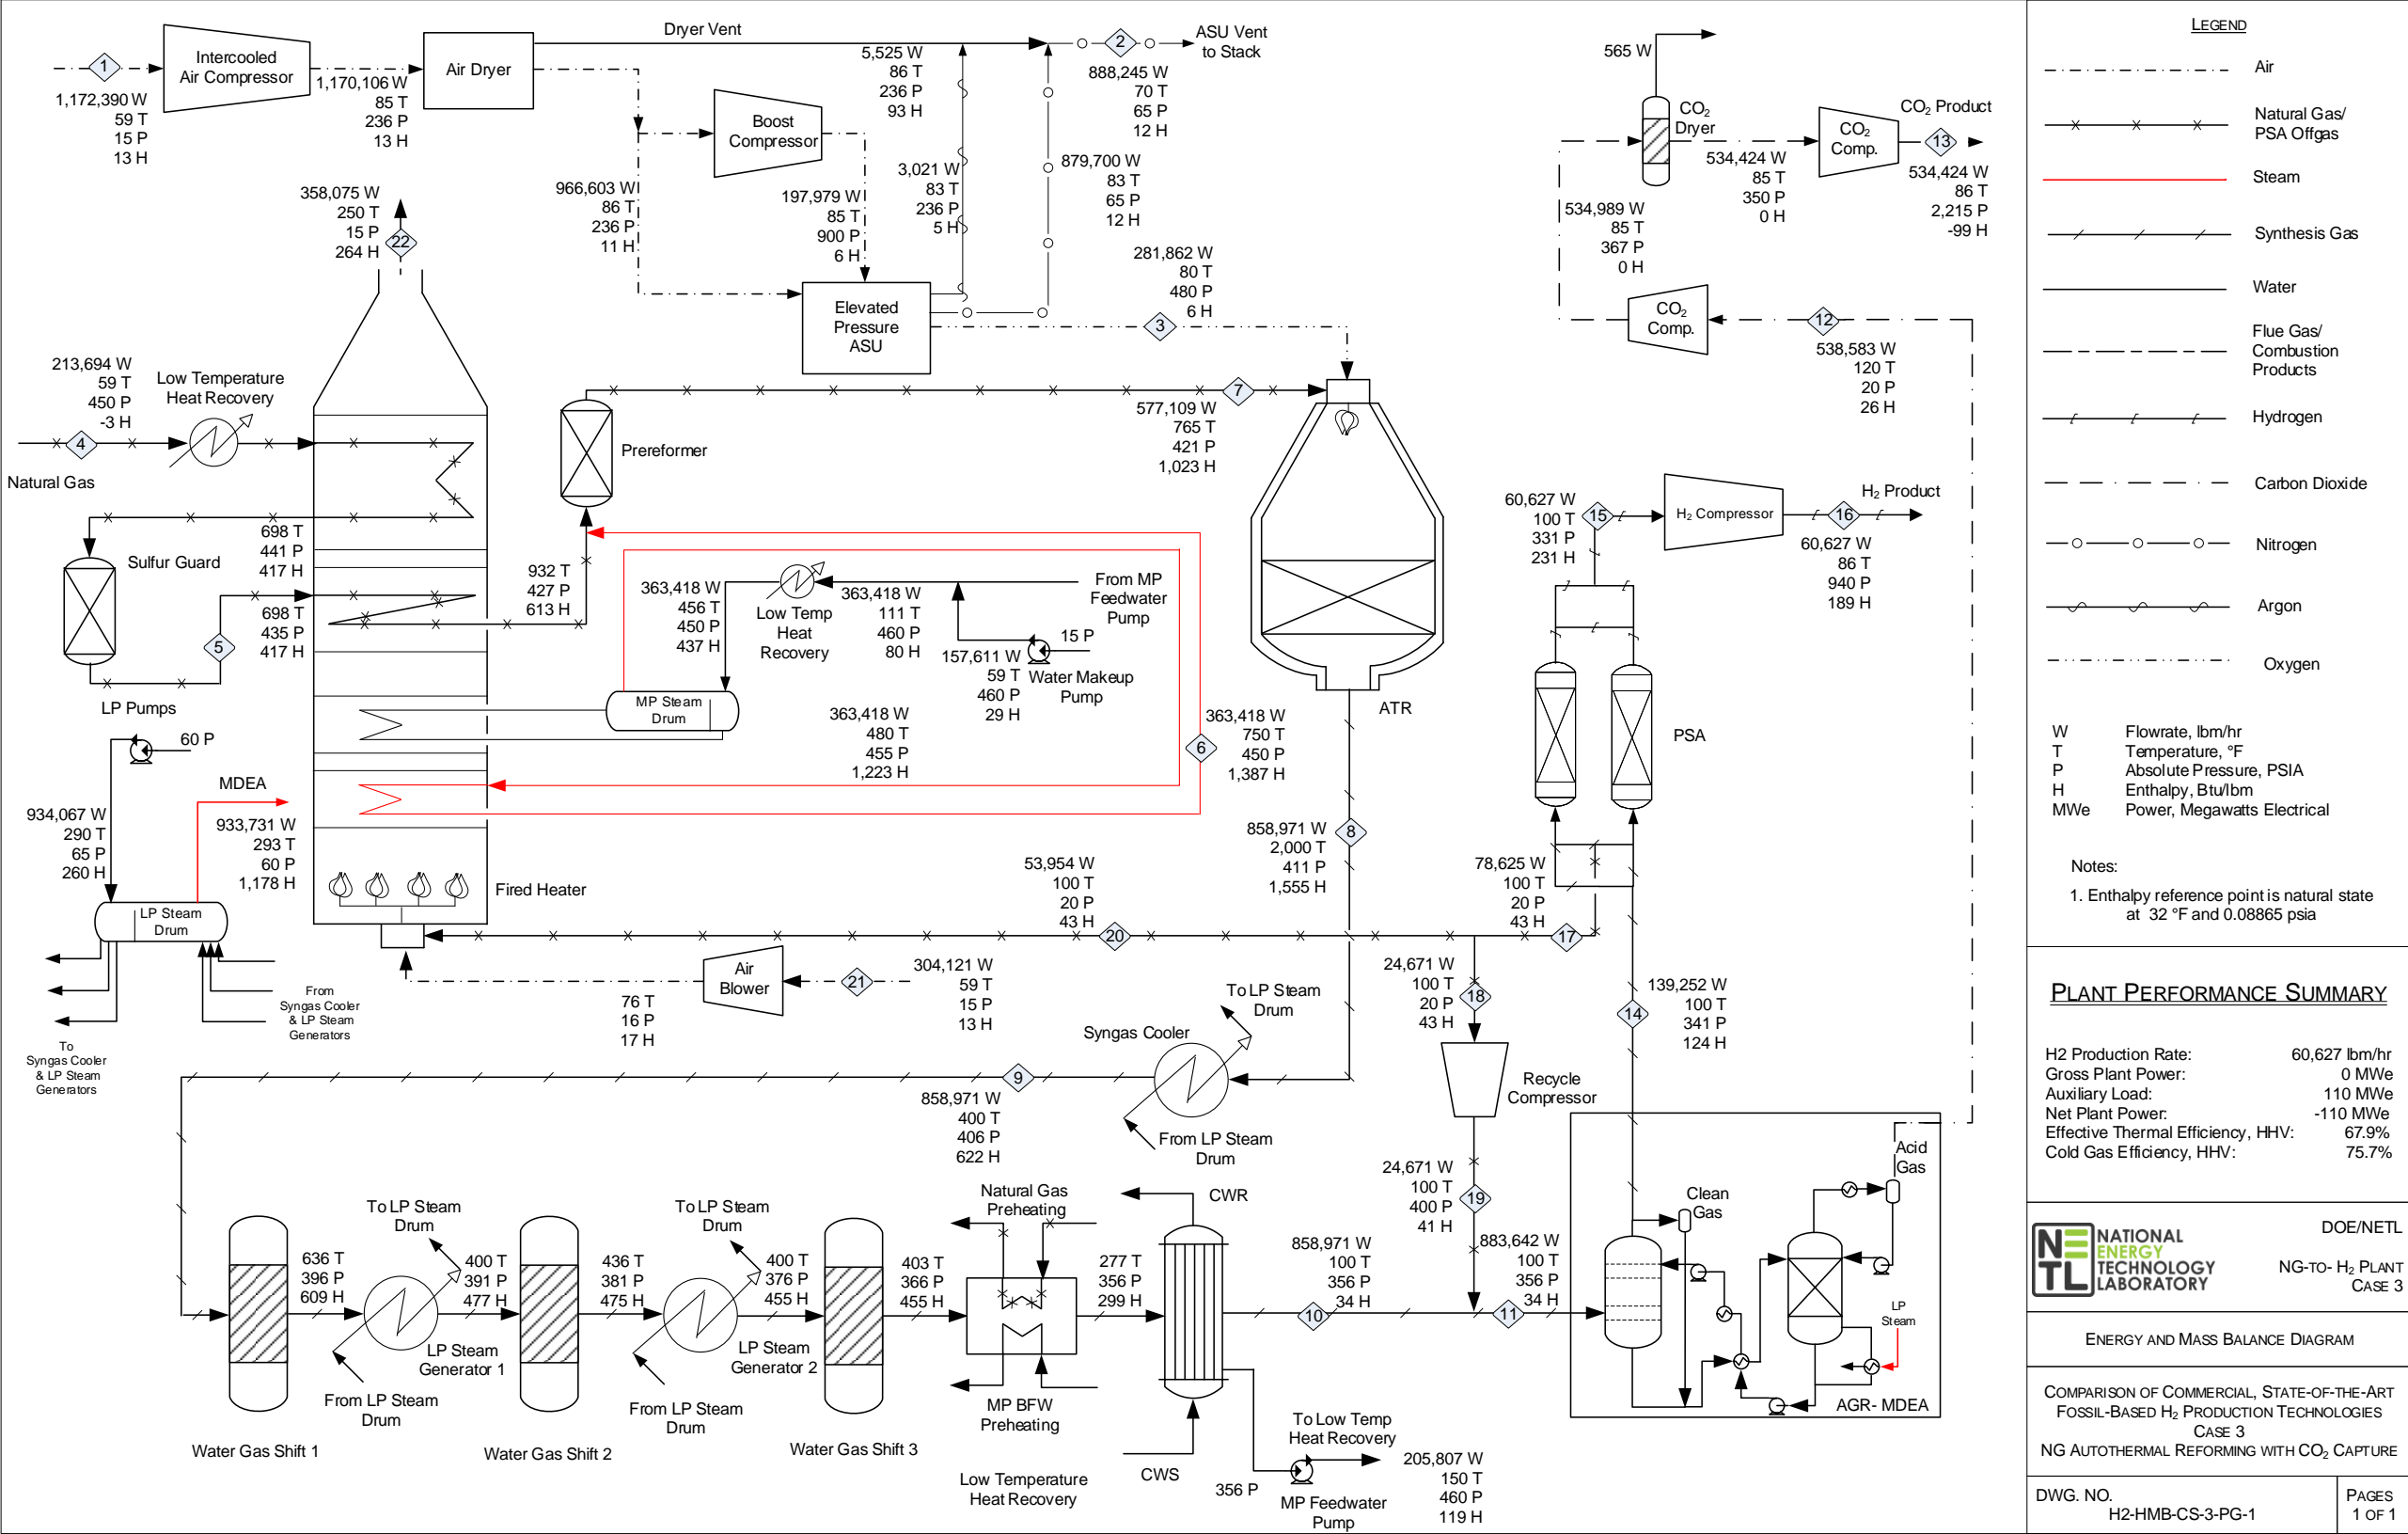 1
1,172,390 W
59 T
15 P
13 H
Intercooled
Air Compressor
1,170,106 W
85 T
236 P
13 H
Air Dryer
Dryer Vent
5,525 W
86 T
236 P
93 H
2
ASU Vent
to Stack
888,245 W
70 T
65 P
12 H
Boost
Compressor
966,603 W
86 T
236 P
11 H
197,979 W
85 T
900 P
6 H
3,021 W
83 T
236 P
5 H
879,700 W
83 T
65 P
12 H
281,862 W
80 T
480 P
6 H
3
Elevated
Pressure
ASU
358,075 W
250 T
15 P
264 H
22
213,694 W
59 T
450 P
-3 H
4
Natural Gas
Low Temperature
Heat Recovery
Prereformer
7
577,109 W
765 T
421 P
1,023 H
698 T
441 P
417 H
Sulfur Guard
698 T
435 P
417 H
5
932 T
427 P
613 H
363,418 W
456 T
450 P
437 H
Low Temp
Heat
Recovery
363,418 W
111 T
460 P
80 H
From MP
Feedwater
Pump
15 P
157,611 W
59 T
460 P
29 H
Water Makeup
Pump
MP Steam
Drum
363,418 W
480 T
455 P
1,223 H
363,418 W
750 T
450 P
1,387 H
6
ATR
LP Pumps
60 P
MDEA
934,067 W
290 T
65 P
260 H
933,731 W
293 T
60 P
1,178 H
LP Steam
Drum
From
Syngas Cooler
& LP Steam
Generators
To
Syngas Cooler
& LP Steam
Generators
Fired Heater
858,971 W
2,000 T
411 P
1,555 H
8
53,954 W
100 T
20 P
43 H
20
78,625 W
100 T
20 P
43 H
17
Air
Blower
21
304,121 W
59 T
15 P
13 H
76 T
16 P
17 H
24,671 W
100 T
20 P
43 H
18
139,252 W
100 T
341 P
124 H
14
To LP Steam
Drum
Syngas Cooler
From LP Steam
Drum
9
858,971 W
400 T
406 P
622 H
Recycle
Compressor
24,671 W
100 T
400 P
41 H
19
565 W
CO2
Dryer
CO2
Comp.
CO2 Product
13
534,424 W
85 T
350 P
0 H
534,424 W
86 T
2,215 P
-99 H
534,989 W
85 T
367 P
0 H
CO2
Comp.
12
538,583 W
120 T
20 P
26 H
60,627 W
100 T
331 P
231 H
15
H2 Compressor
H2 Product
16
60,627 W
86 T
940 P
189 H
PSA
636 T
396 P
609 H
To LP Steam
Drum
400 T
391 P
477 H
LP Steam
Generator 1
From LP Steam
Drum
436 T
381 P
475 H
To LP Steam
Drum
400 T
376 P
455 H
LP Steam
Generator 2
From LP Steam
Drum
403 T
366 P
455 H
Natural Gas
Preheating
MP BFW
Preheating
277 T
356 P
299 H
CWR
CWS
858,971 W
100 T
356 P
34 H
10
883,642 W
100 T
356 P
34 H
11
Water Gas Shift 1
Water Gas Shift 2
Water Gas Shift 3
Low Temperature
Heat Recovery
356 P
To Low Temp
Heat Recovery
MP Feedwater
Pump
205,807 W
150 T
460 P
119 H
Clean
Gas
Acid
Gas
LP
Steam
AGR- MDEA
LEGEND
Air
Natural Gas/
PSA Offgas
Steam
Synthesis Gas
Water
Flue Gas/
Combustion
Products
Hydrogen
Carbon Dioxide
Nitrogen
Argon
Oxygen
W Flowrate, lbm/hr
T Temperature, °F
P Absolute Pressure, PSIA
H Enthalpy, Btu/lbm
MWe Power, Megawatts Electrical
Notes:
1. Enthalpy reference point is natural state
at 32 °F and 0.08865 psia
PLANT PERFORMANCE SUMMARY
H2 Production Rate: 60,627 lbm/hr
Gross Plant Power: 0 MWe
Auxiliary Load: 110 MWe
Net Plant Power: -110 MWe
Effective Thermal Efficiency, HHV: 67.9%
Cold Gas Efficiency, HHV: 75.7%
NETL
NATIONAL
ENERGY
TECHNOLOGY
LABORATORY
DOE/NETL
NG-TO- H2 PLANT
CASE 3
ENERGY AND MASS BALANCE DIAGRAM
COMPARISON OF COMMERCIAL, STATE-OF-THE-ART
FOSSIL-BASED H2 PRODUCTION TECHNOLOGIES
CASE 3
NG AUTOTHERMAL REFORMING WITH CO2 CAPTURE
DWG. NO.
H2-HMB-CS-3-PG-1
PAGES
1 OF 1